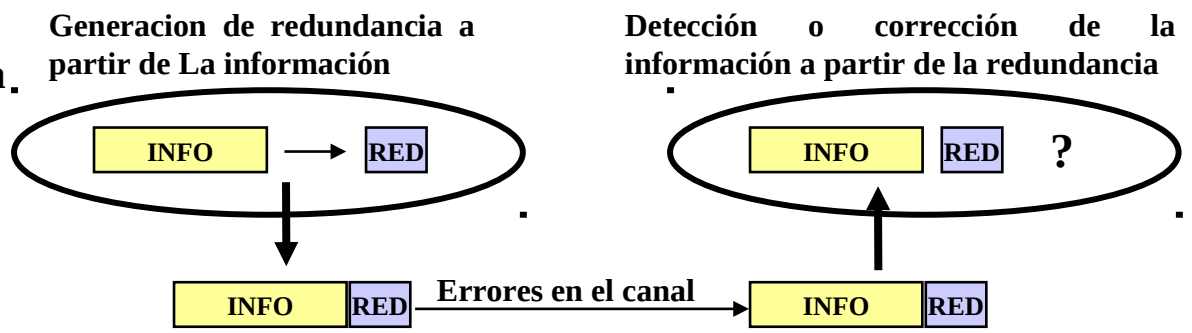 Generacion de redundancia a
partir de La información
Detección o corrección de la
información a partir de la redundancia
INFO RED
INFO RED ?
INFO RED
Errores en el canal
INFO RED